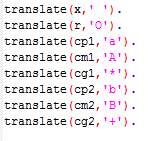 translate(x,' ').
translate(r,'O').
translate(cp1,'a').
translate(cm1,'A').
translate(cg1,'*').
translate(cp2,'b').
translate(cm2,'B').
translate(cg2,'+').